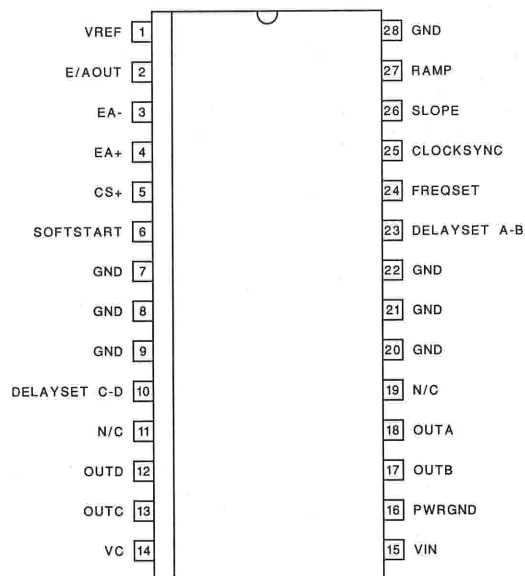 VREF 1 28 GND
E/AOUT 2 27 RAMP
EA- 3 26 SLOPE
EA+ 4 25 CLOCKSYNC
CS+ 5 24 FREQSET
SOFTSTART 6 23 DELAYSET A-B
GND 7 22 GND
GND 8 21 GND
GND 9 20 GND
DELAYSET C-D 10 19 N/C
N/C 11 18 OUTA
OUTD 12 17 OUTB
OUTC 13 16 PWRGND
VC 14 15 VIN